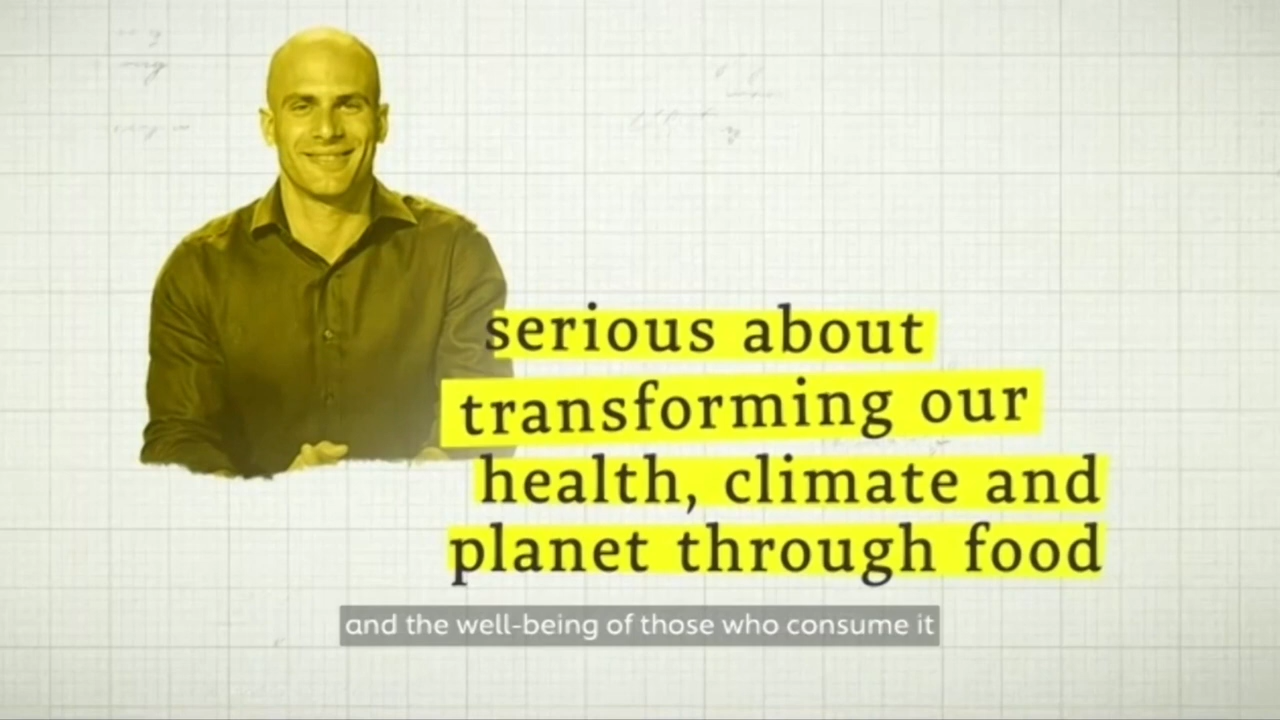 serious about
transforming our
health, climate and
planet through food
and the well-being of those who consume it